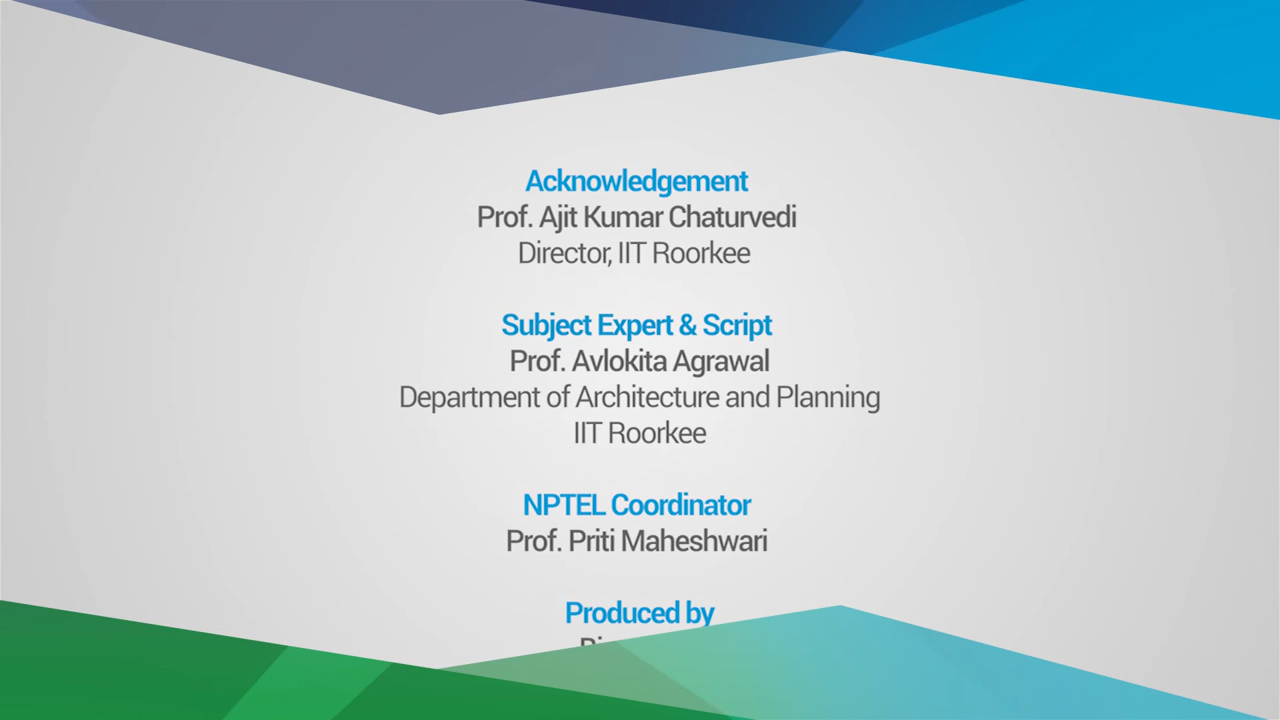 Acknowledgement
Prof. Ajit Kumar Chaturvedi
Director, IIT Roorkee
Subject Expert & Script
Prof. Avlokita Agrawal
Department of Architecture and Planning
IIT Roorkee
NPTEL Coordinator
Prof. Priti Maheshwari
Produced by